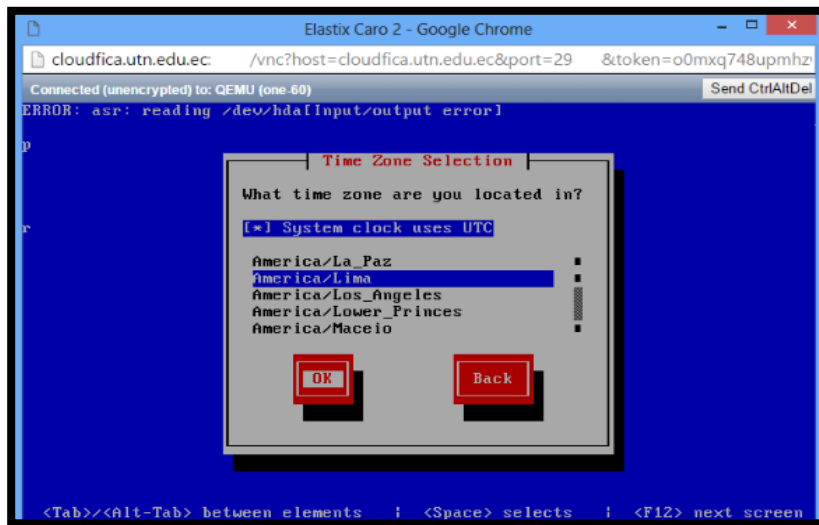 Elastix Caro 2 - Google Chrome
cloudfica.utn.edu.ec: /vnc?host=cloudfica.utn.edu.ec&port=29 &token=o0mxq748upmhz
Connected (unencrypted) to: QEMU (one-60) Send CtrlAltDel
ERROR: asr: reading /dev/hda[Input/output error]
p
Time Zone Selection
What time zone are you located in?
r
[*] System clock uses UTC
America/La_Paz
America/Lima
America/Los_Angeles
America/Lower_Princes
America/Maceio
OK Back
<Tab>/<Alt-Tab> between elements | <Space> selects | <F12> next screen